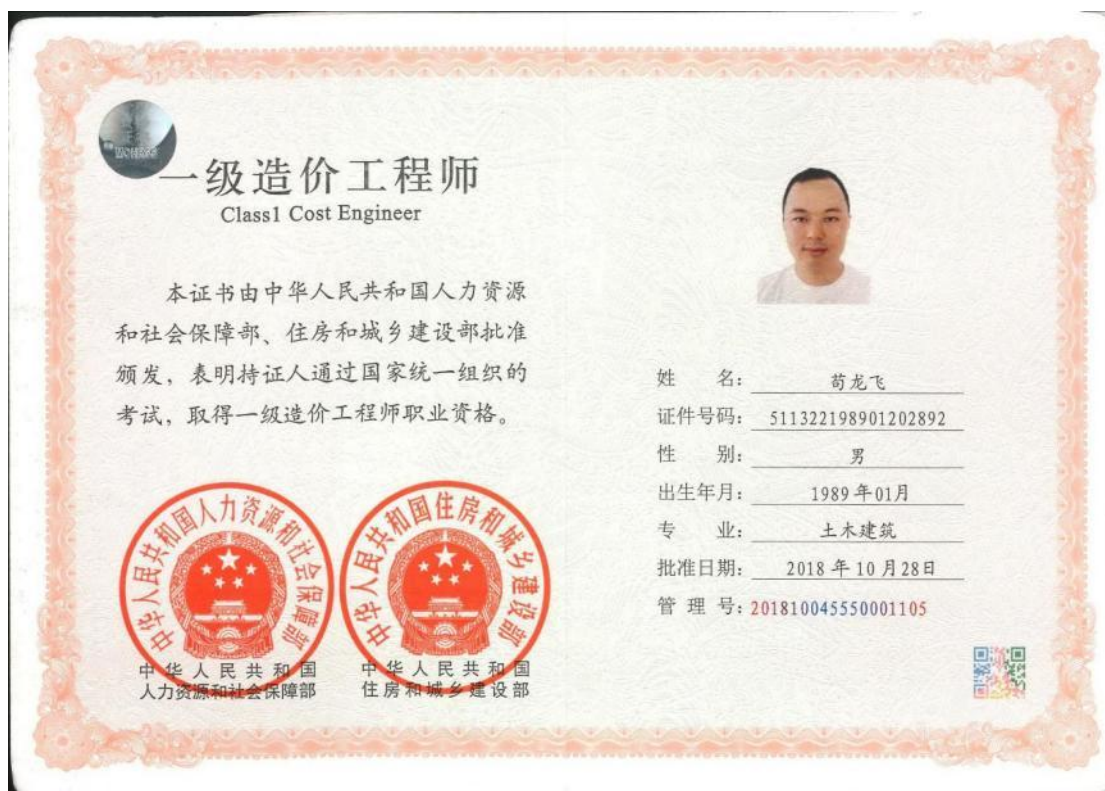 一级造价工程师
Class1 Cost Engineer
本证书由中华人民共和国人力资源
和社会保障部、住房和城乡建设部批准
颁发，表明持证人通过国家统一组织的
考试，取得一级造价工程师职业资格。
中华人民共和国人力资源和社会保障部
中华人民共和国住房和城乡建设部
中华人民共和国
人力资源和社会保障部
中华人民共和国
住房和城乡建设部
姓 名： 苟龙飞
证件号码： 511322198901202892
性 别： 男
出生年月： 1989年01月
专 业： 土木建筑
批准日期： 2018年10月28日
管 理 号：201810045550001105